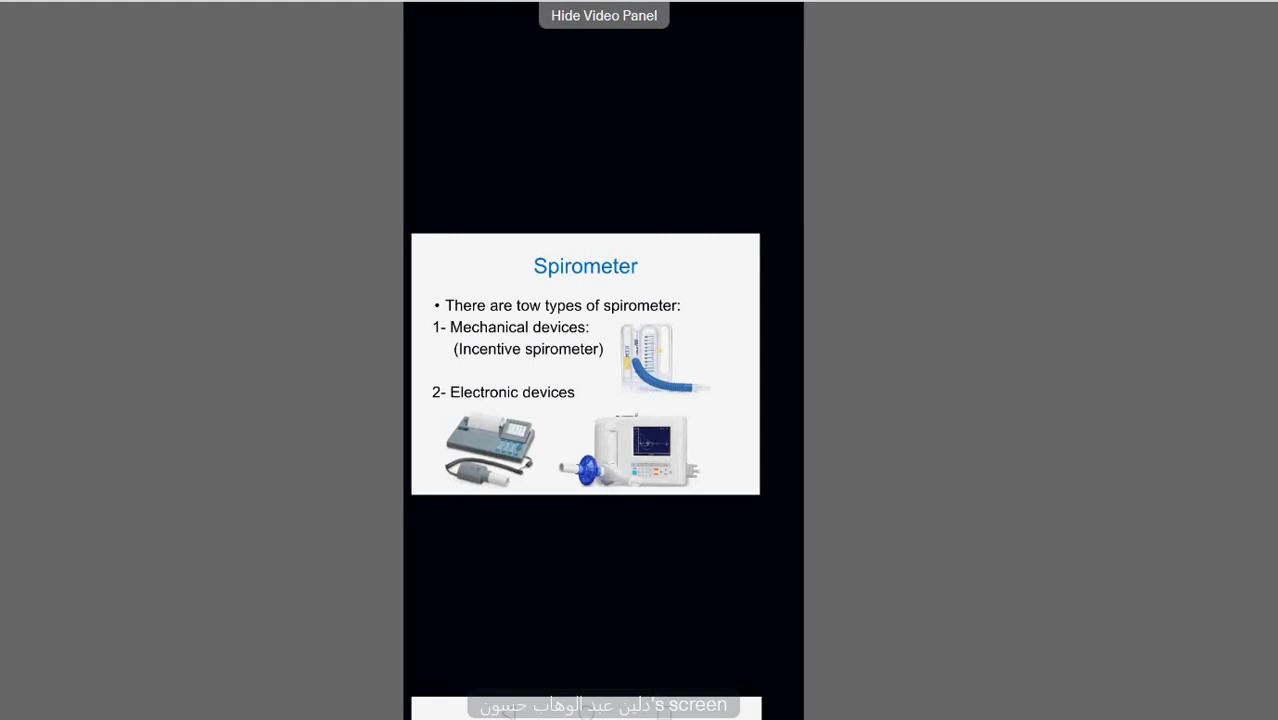 Hide Video Panel
Spirometer
• There are tow types of spirometer:
1- Mechanical devices:
(Incentive spirometer)
2- Electronic devices
دلين عبد الوهاب حسون's screen